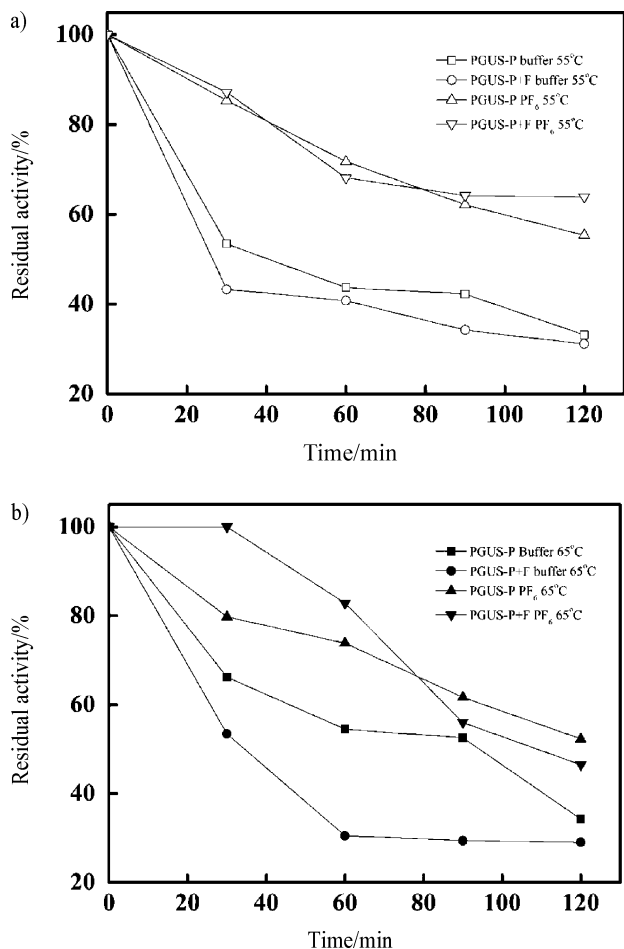 a)
100
80
60
40
20
Residual activity/%
PGUS-P buffer 55°C
PGUS-P+F buffer 55°C
PGUS-P PF6 55°C
PGUS-P+F PF6 55°C
0 20 40 60 80 100 120
Time/min
b)
100
80
60
40
20
Residual activity/%
PGUS-P Buffer 65°C
PGUS-P+F buffer 65°C
PGUS-P PF6 65°C
PGUS-P+F PF6 65°C
0 20 40 60 80 100 120
Time/min